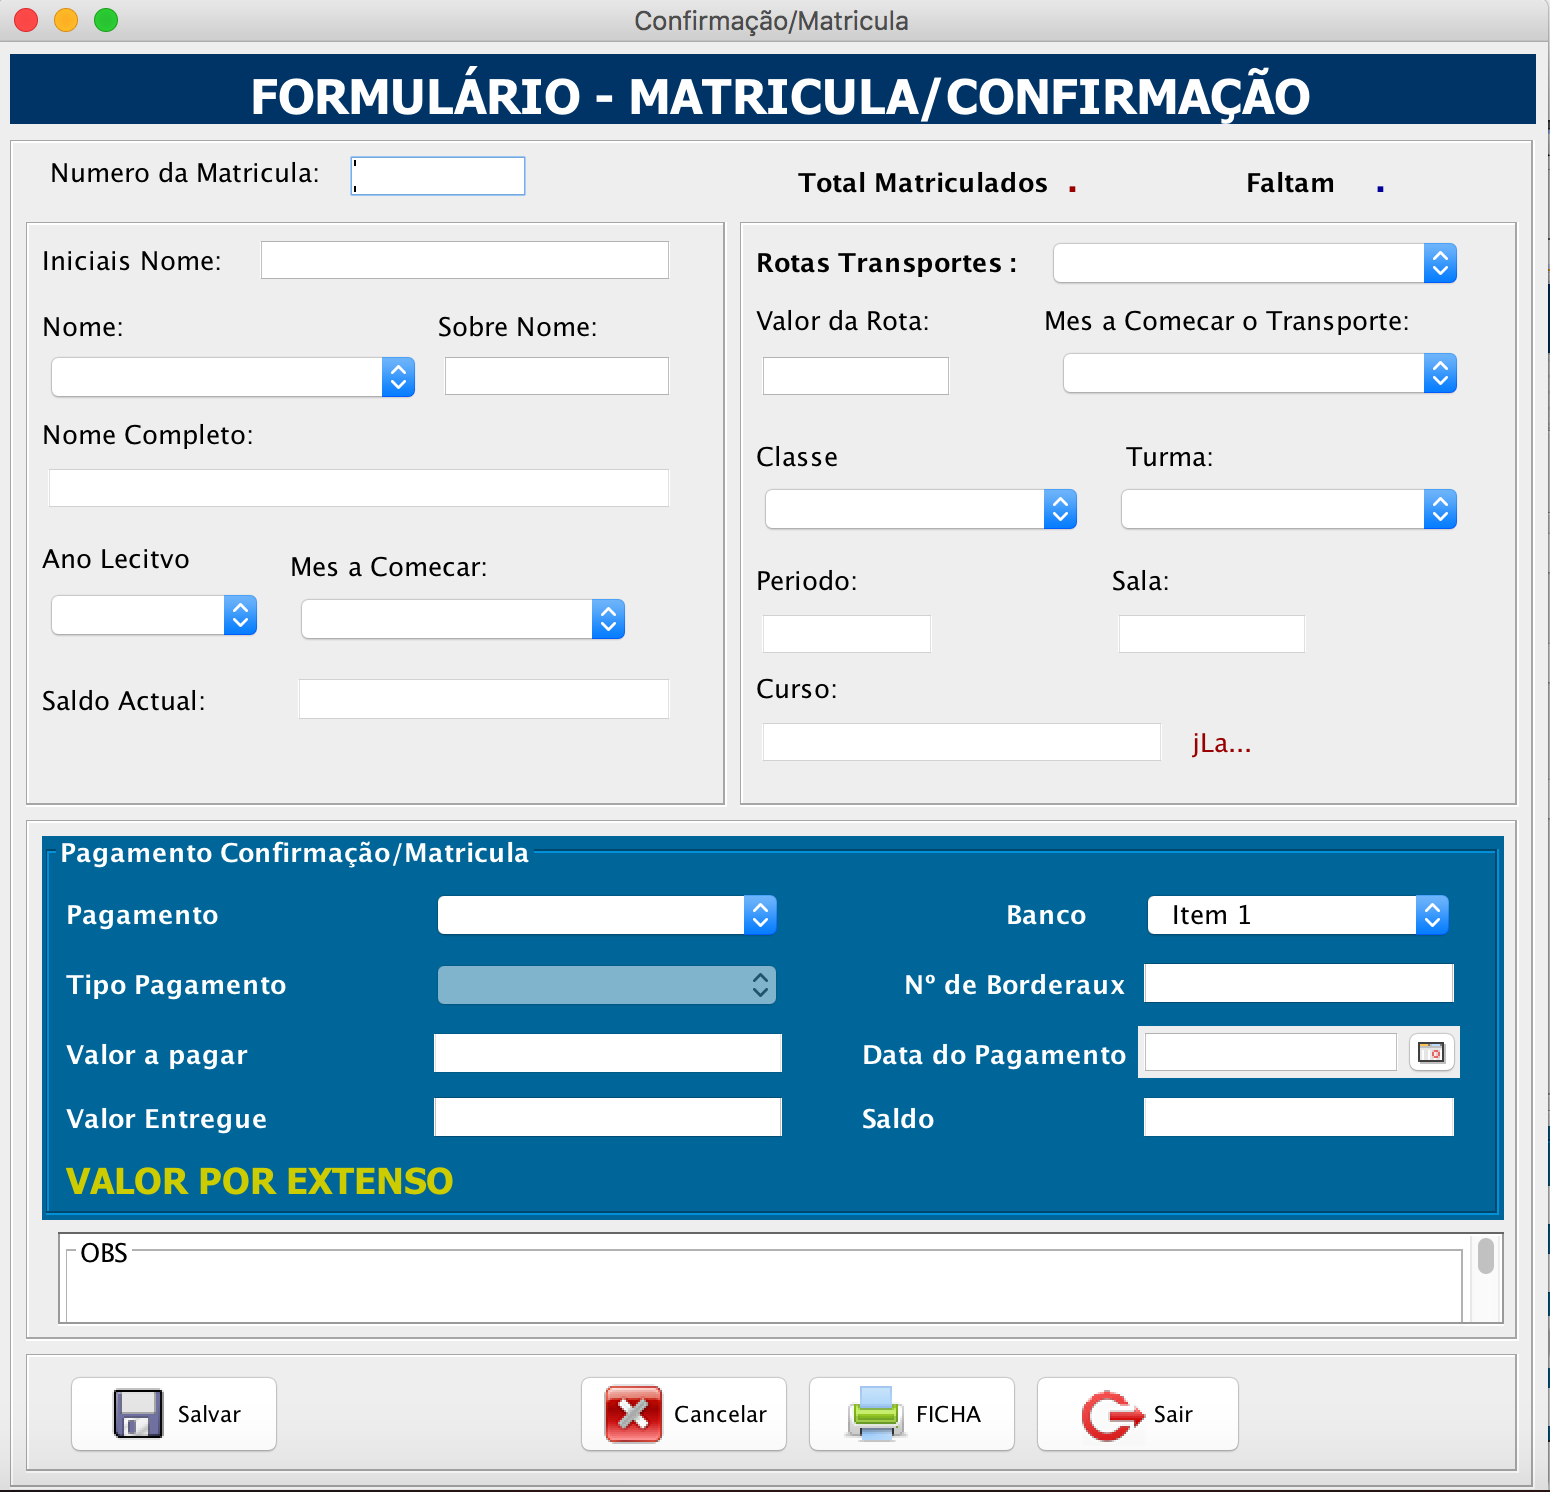 Confirmação/Matricula
FORMULÁRIO - MATRICULA/CONFIRMAÇÃO
Numero da Matricula:
Total Matriculados .
Faltam .
Iniciais Nome:
Nome:
Sobre Nome:
Nome Completo:
Ano Lecitvo
Mes a Comecar:
Saldo Actual:
Rotas Transportes :
Valor da Rota:
Mes a Comecar o Transporte:
Classe
Turma:
Periodo:
Sala:
Curso:
jLa...
Pagamento Confirmação/Matricula
Pagamento
Banco
Item 1
Tipo Pagamento
Nº de Borderaux
Valor a pagar
Data do Pagamento
Valor Entregue
Saldo
VALOR POR EXTENSO
OBS
Salvar
Cancelar
FICHA
Sair